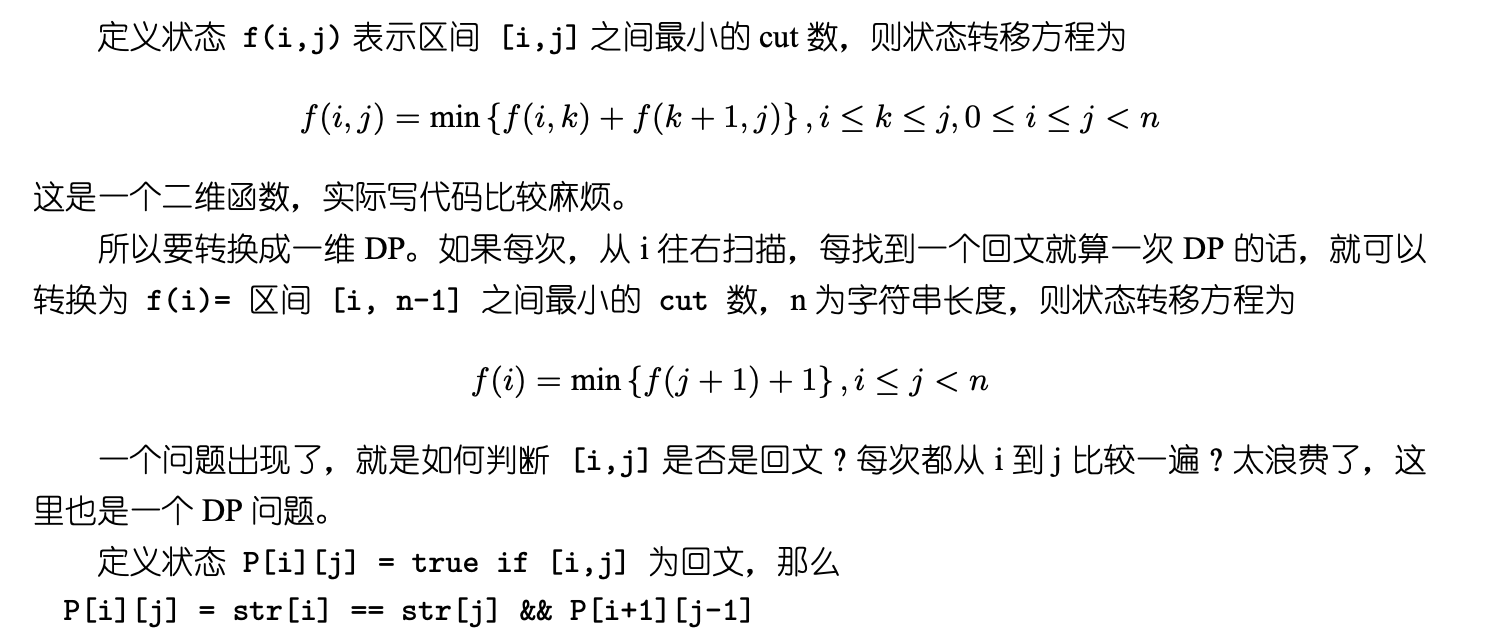 定义状态 f(i,j) 表示区间 [i,j] 之间最小的 cut 数，则状态转移方程为
f(i, j) = min {f(i, k) + f(k + 1, j)} , i ≤ k ≤ j, 0 ≤ i ≤ j < n
这是一个二维函数，实际写代码比较麻烦。
所以要转换成一维 DP。如果每次，从 i 往右扫描，每找到一个回文就算一次 DP 的话，就可以
转换为 f(i)= 区间 [i, n-1] 之间最小的 cut 数，n 为字符串长度，则状态转移方程为
f(i) = min {f(j + 1) + 1} , i ≤ j < n
一个问题出现了，就是如何判断 [i,j] 是否是回文？每次都从 i 到 j 比较一遍？太浪费了，这
里也是一个 DP 问题。
定义状态 P[i][j] = true if [i,j] 为回文，那么
P[i][j] = str[i] == str[j] && P[i+1][j-1]